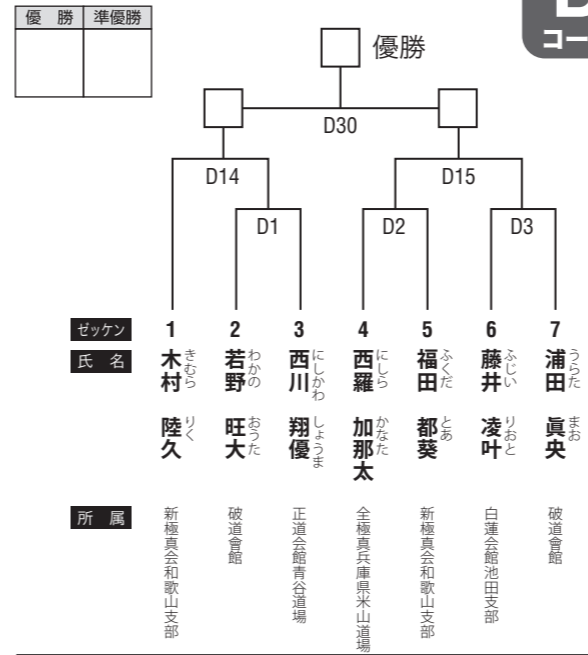 優 勝 準優勝
コー
優勝
D30
D14 D15
D1 D2 D3
ゼッケン 1 2 3 4 5 6 7
氏 名
木村 陸久
きむら りく
若野 旺大
わかの おうた
西川 翔優
にしかわ しょうま
西羅 加那太
にしら かなた
福田 都葵
ふくだ とあ
藤井 凌叶
ふじい りおと
浦田 眞央
うらた まお
所 属
新極真会和歌山支部
破道會館
正道会館青谷道場
全極真兵庫県米山道場
新極真会和歌山支部
白蓮会館池田支部
破道會館